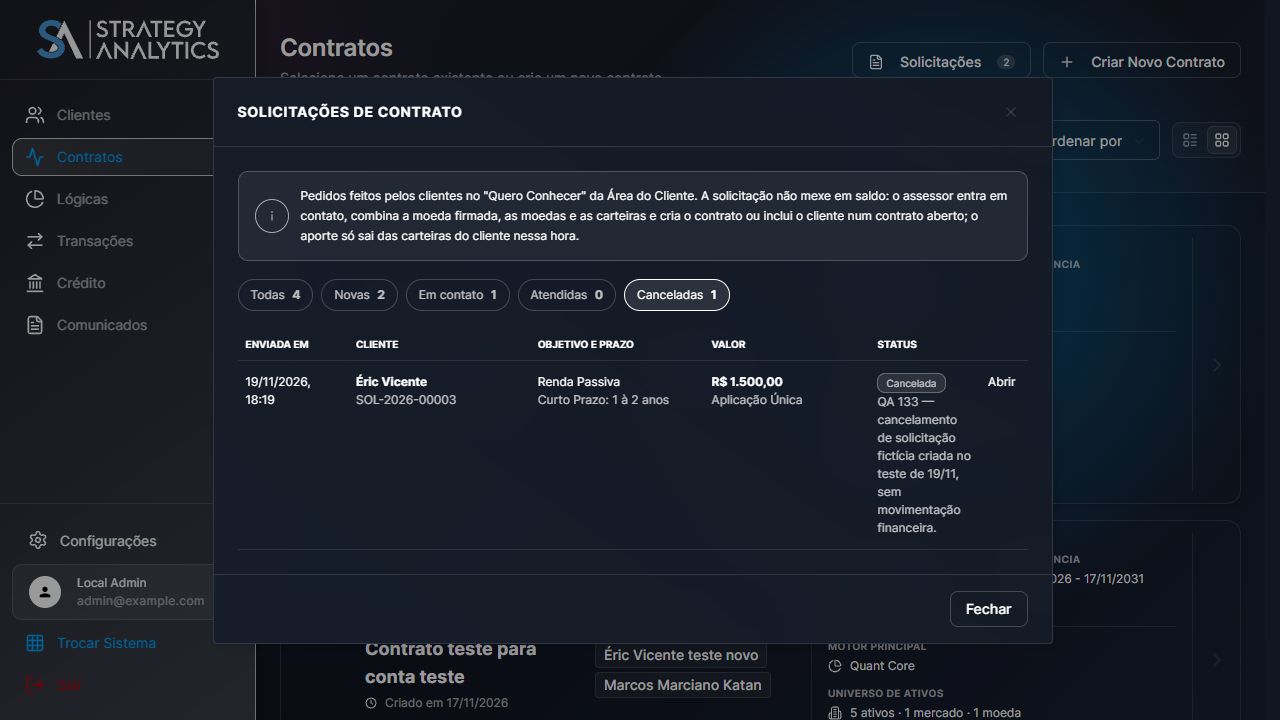 STRATEGY
ANALYTICS
Clientes
Contratos
Lógicas
Transações
Crédito
Comunicados
Configurações
Local Admin
admin@example.com
Trocar Sistema
Contratos
Solicitações 2
Criar Novo Contrato
rdenar por
SOLICITAÇÕES DE CONTRATO
Pedidos feitos pelos clientes no "Quero Conhecer" da Área do Cliente. A solicitação não mexe em saldo: o assessor entra em
contato, combina a moeda firmada, as moedas e as carteiras e cria o contrato ou inclui o cliente num contrato aberto; o
aporte só sai das carteiras do cliente nessa hora.
Todas 4
Novas 2
Em contato 1
Atendidas 0
Canceladas 1
ENVIADA EM
CLIENTE
OBJETIVO E PRAZO
VALOR
STATUS
19/11/2026,
18:19
Éric Vicente
SOL-2026-00003
Renda Passiva
Curto Prazo: 1 à 2 anos
R$ 1.500,00
Aplicação Única
Cancelada
QA 133 —
cancelamento
de solicitação
fictícia criada no
teste de 19/11,
sem
movimentação
financeira.
Abrir
Fechar
NCIA
NCIA
026 - 17/11/2031
Contrato teste para
conta teste
Criado em 17/11/2026
Éric Vicente teste novo
Marcos Marciano Katan
MOTOR PRINCIPAL
Quant Core
UNIVERSO DE ATIVOS
5 ativos · 1 mercado · 1 moeda